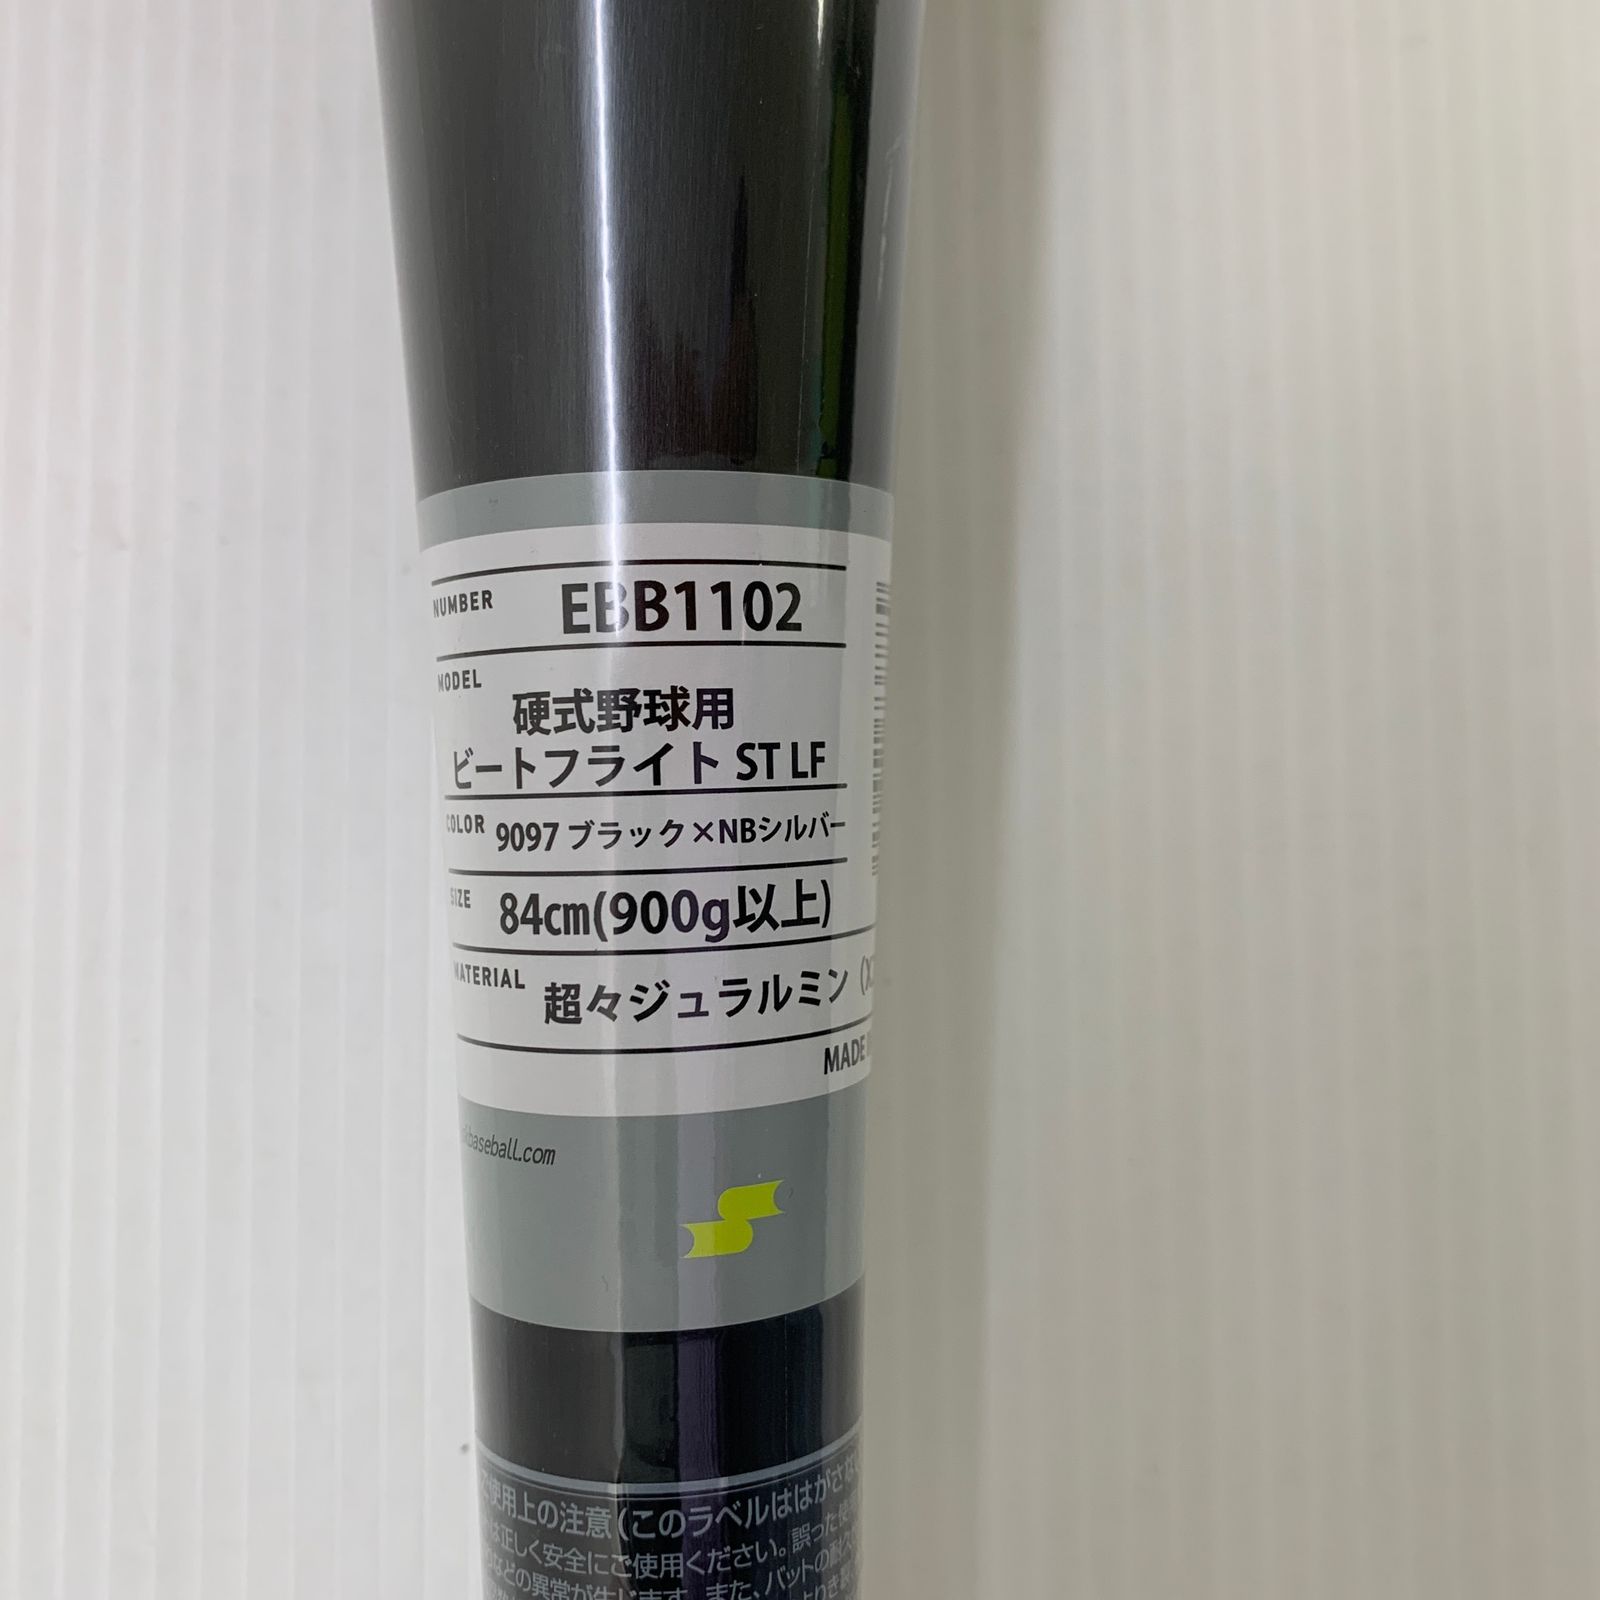 NUMBER EBB1102
MODEL
硬式野球用
ビートフライト ST LF
COLOR 9097 ブラック×NBシルバー
SIZE 84cm(900g以上)
MATERIAL 超々ジュラルミン
MADE
baseball.com
使用上の注意(このラベルははがさな
は正しく安全にご使用ください。誤った使用
などの異常が生じます。また、バットの耐久